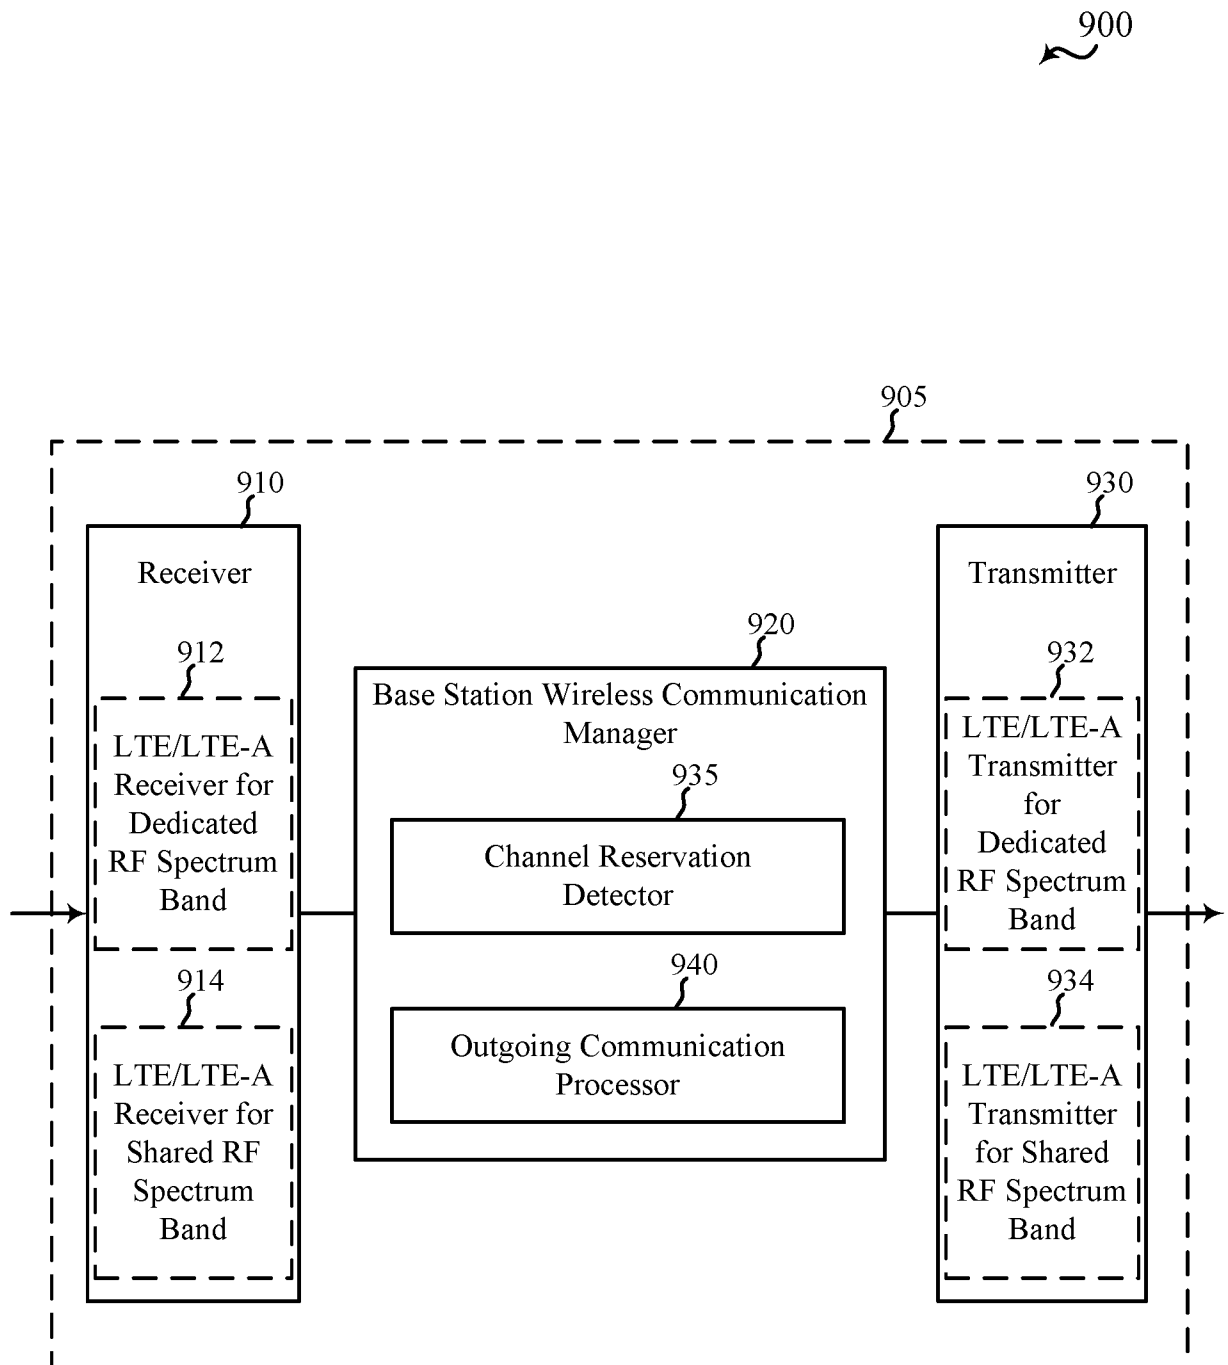 900
905
910
Receiver
912
LTE/LTE-A
Receiver for
Dedicated
RF Spectrum
Band
914
LTE/LTE-A
Receiver for
Shared RF
Spectrum
Band
920
Base Station Wireless Communication
Manager
935
Channel Reservation
Detector
940
Outgoing Communication
Processor
930
Transmitter
932
LTE/LTE-A
Transmitter
for
Dedicated
RF Spectrum
Band
934
LTE/LTE-A
Transmitter
for Shared
RF Spectrum
Band